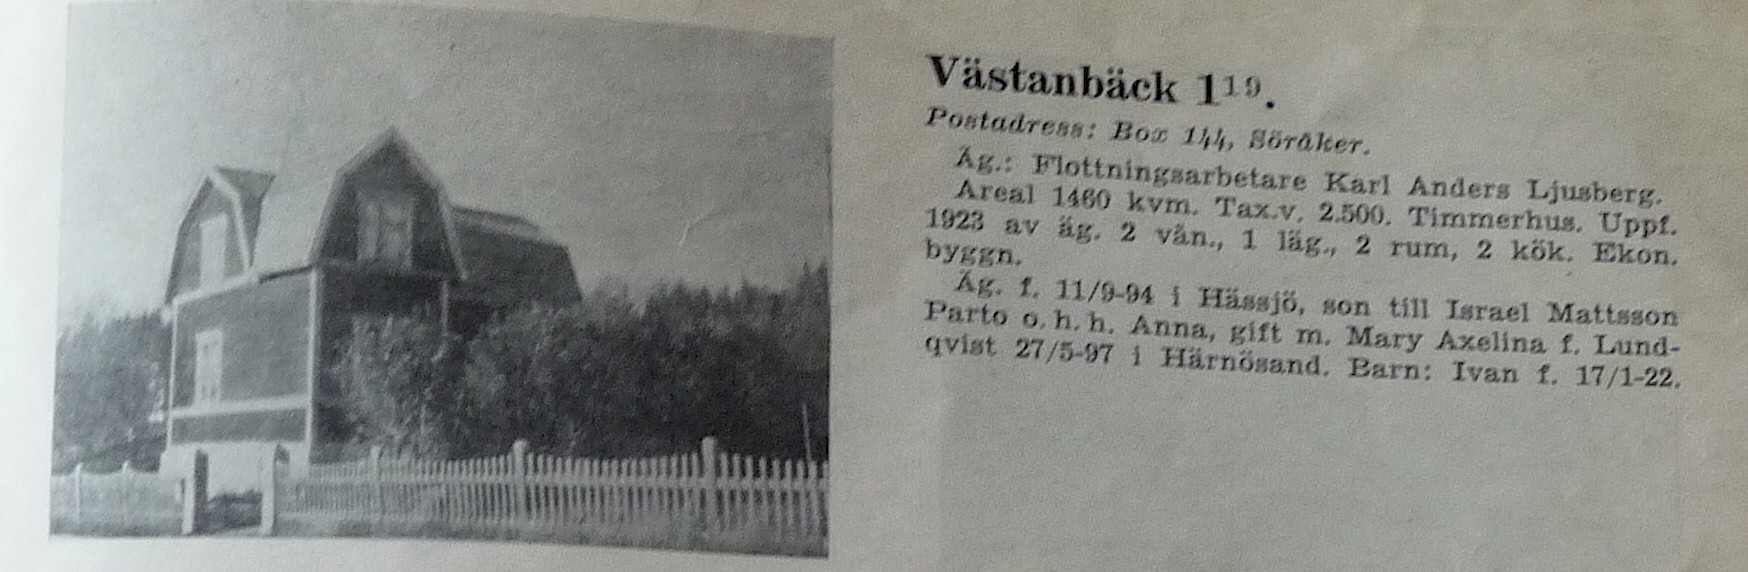 Västanbäck 1¹⁹.
Postadress: Box 144, Söråker.
Äg.: Flottningsarbetare Karl Anders Ljusberg.
Areal 1460 kvm. Tax.v. 2.500. Timmerhus. Uppf.
1923 av äg. 2 vån., 1 läg., 2 rum, 2 kök. Ekon.
byggn.
Äg. f. 11/9-94 i Hässjö, son till Israel Mattsson
Parto o. h. h. Anna, gift m. Mary Axelina f. Lund-
qvist 27/5-97 i Härnösand. Barn: Ivan f. 17/1-22.